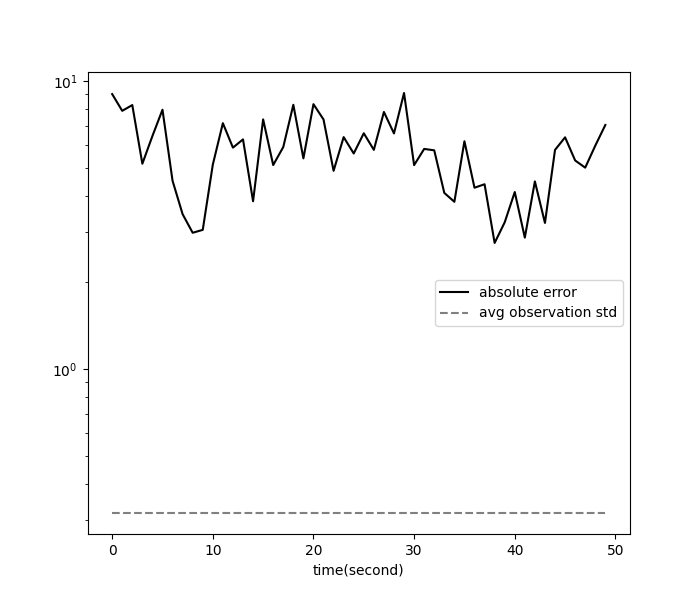 10¹
10⁰
absolute error
avg observation std
0 10 20 30 40 50
time(second)